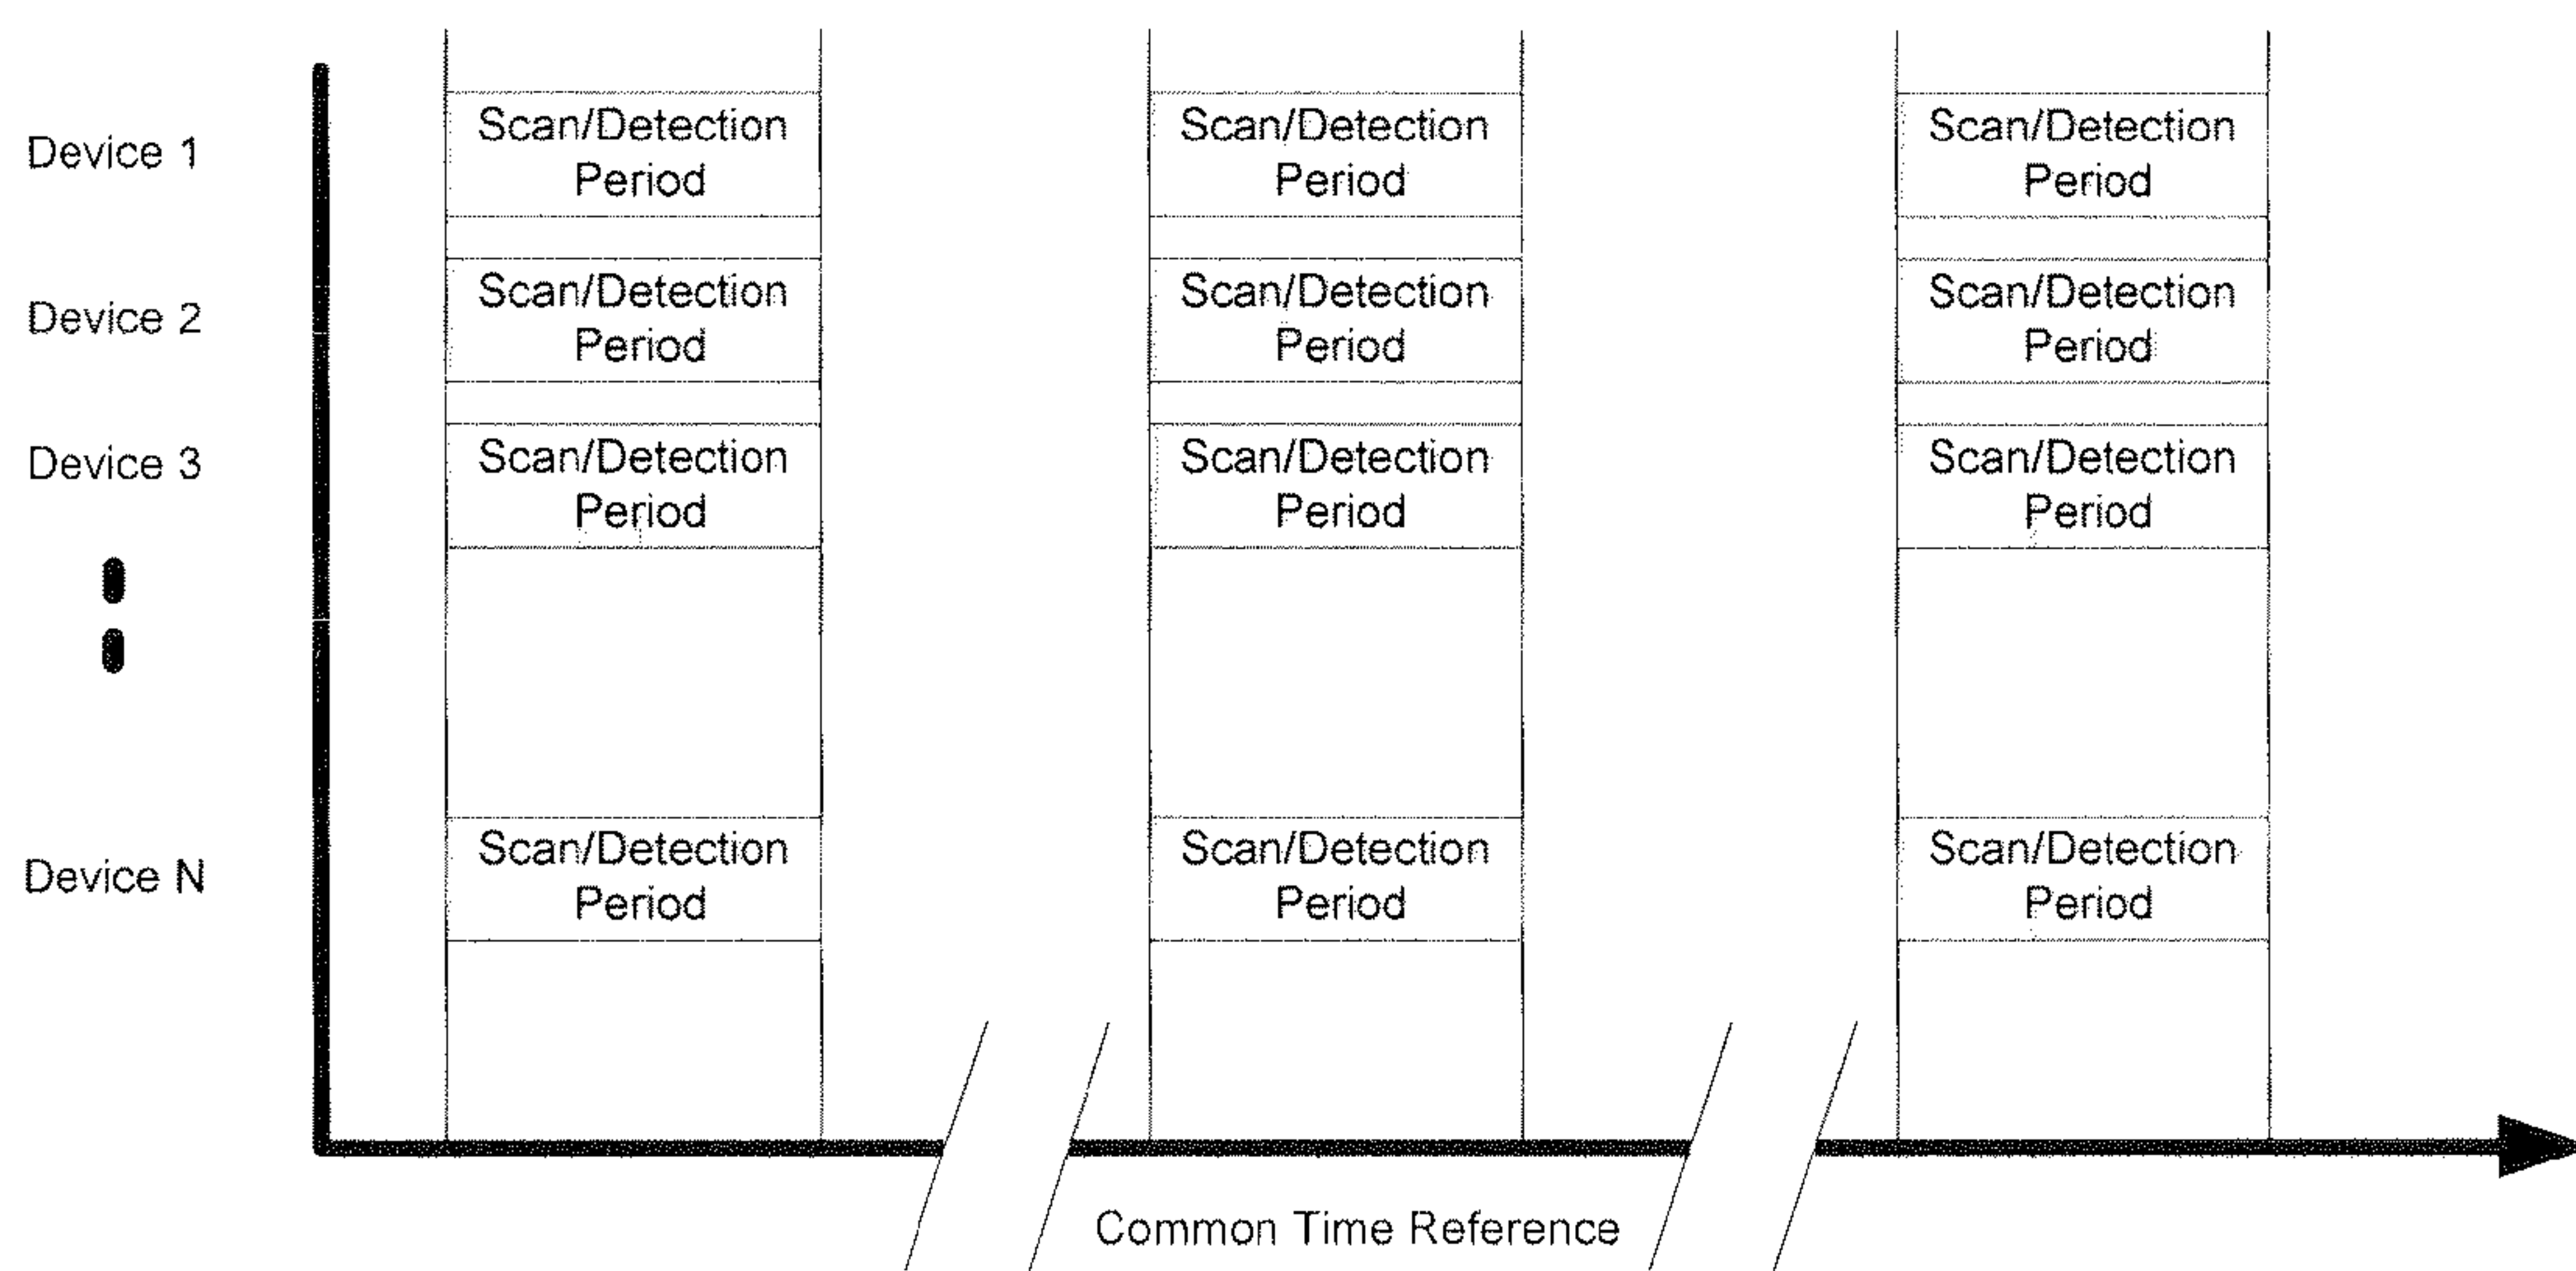 Scan/Detection Scan/Detection Scan/Detection
Device 1
Period Period Period
Scan/Detection Scan/Detection Scan/Detection
Device 2
Period Period Period
Scan/Detection Scan/Detection Scan/Detection
Device 3
Period Period Period
Scan/Detection Scan/Detection Scan/Detection
Device N
Period Period Period
Common Time Reference